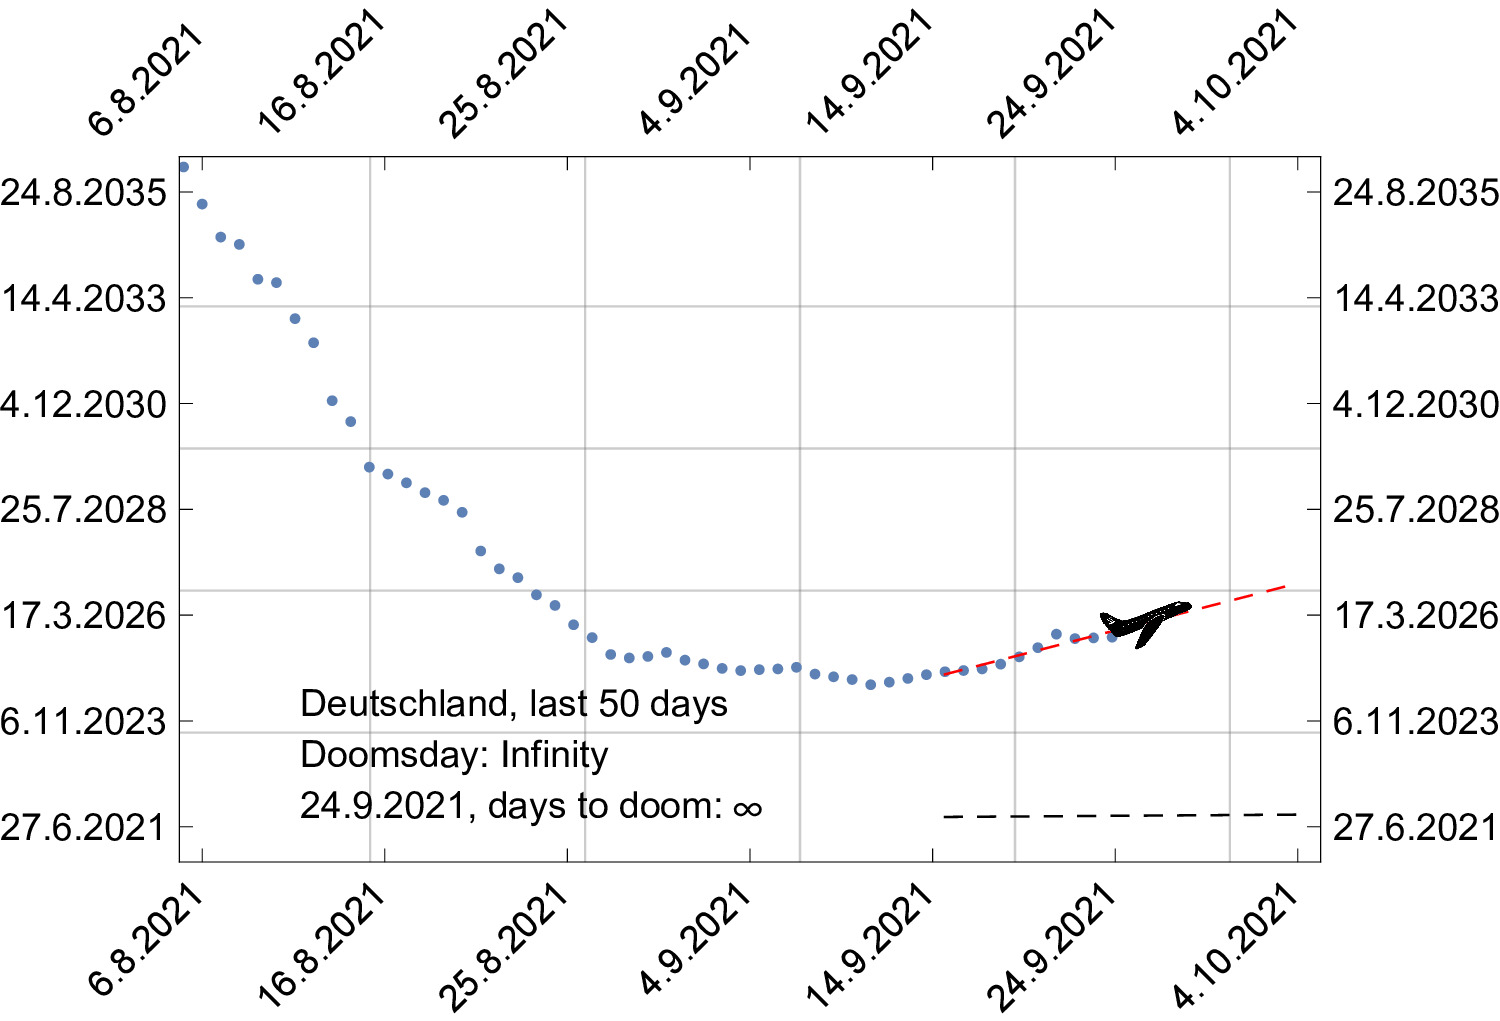 6.8.2021 16.8.2021 25.8.2021 4.9.2021 14.9.2021 24.9.2021 4.10.2021
24.8.2035 24.8.2035
14.4.2033 14.4.2033
4.12.2030 4.12.2030
25.7.2028 25.7.2028
17.3.2026 17.3.2026
Deutschland, last 50 days
6.11.2023 6.11.2023
Doomsday: Infinity
24.9.2021, days to doom: ∞
27.6.2021 27.6.2021
6.8.2021 16.8.2021 25.8.2021 4.9.2021 14.9.2021 24.9.2021 4.10.2021